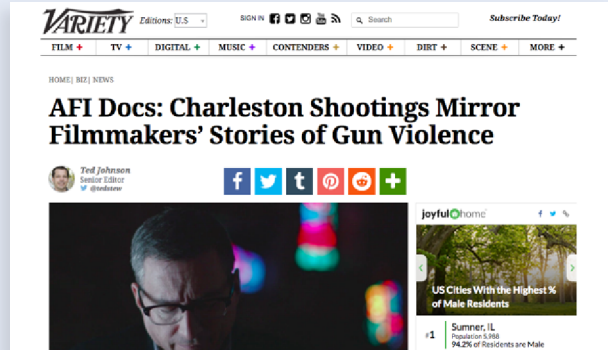 VARIETY
Editions: U.S
SIGN IN
Search
Subscribe Today!
FILM + TV + DIGITAL + MUSIC + CONTENDERS + VIDEO + DIRT + SCENE + MORE +
HOME| BIZ| NEWS
AFI Docs: Charleston Shootings Mirror
Filmmakers’ Stories of Gun Violence
Ted Johnson
Senior Editor
@tedstew
joyful home
US Cities With the Highest %
of Male Residents
#1
Sumner, IL
Population 5,988
94.2% of Residents are Male